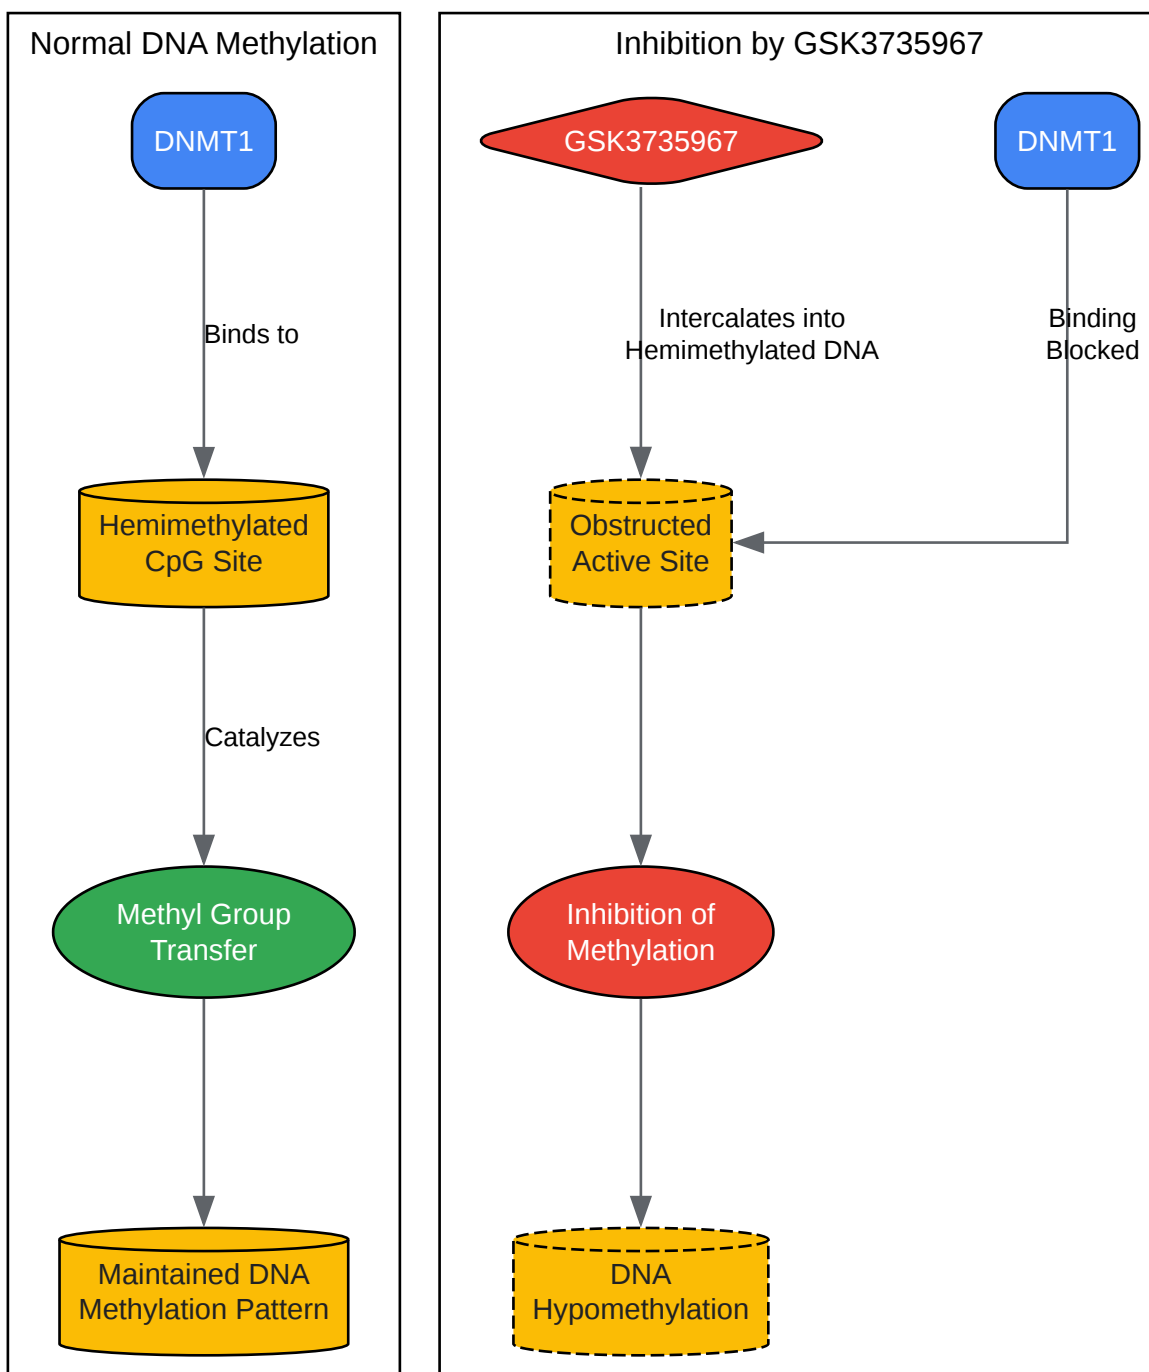 Normal DNA Methylation
DNMT1
Binds to
Hemimethylated
CpG Site
Catalyzes
Methyl Group
Transfer
Maintained DNA
Methylation Pattern
Inhibition by GSK3735967
GSK3735967
DNMT1
Intercalates into
Hemimethylated DNA
Binding
Blocked
Obstructed
Active Site
Inhibition of
Methylation
DNA
Hypomethylation